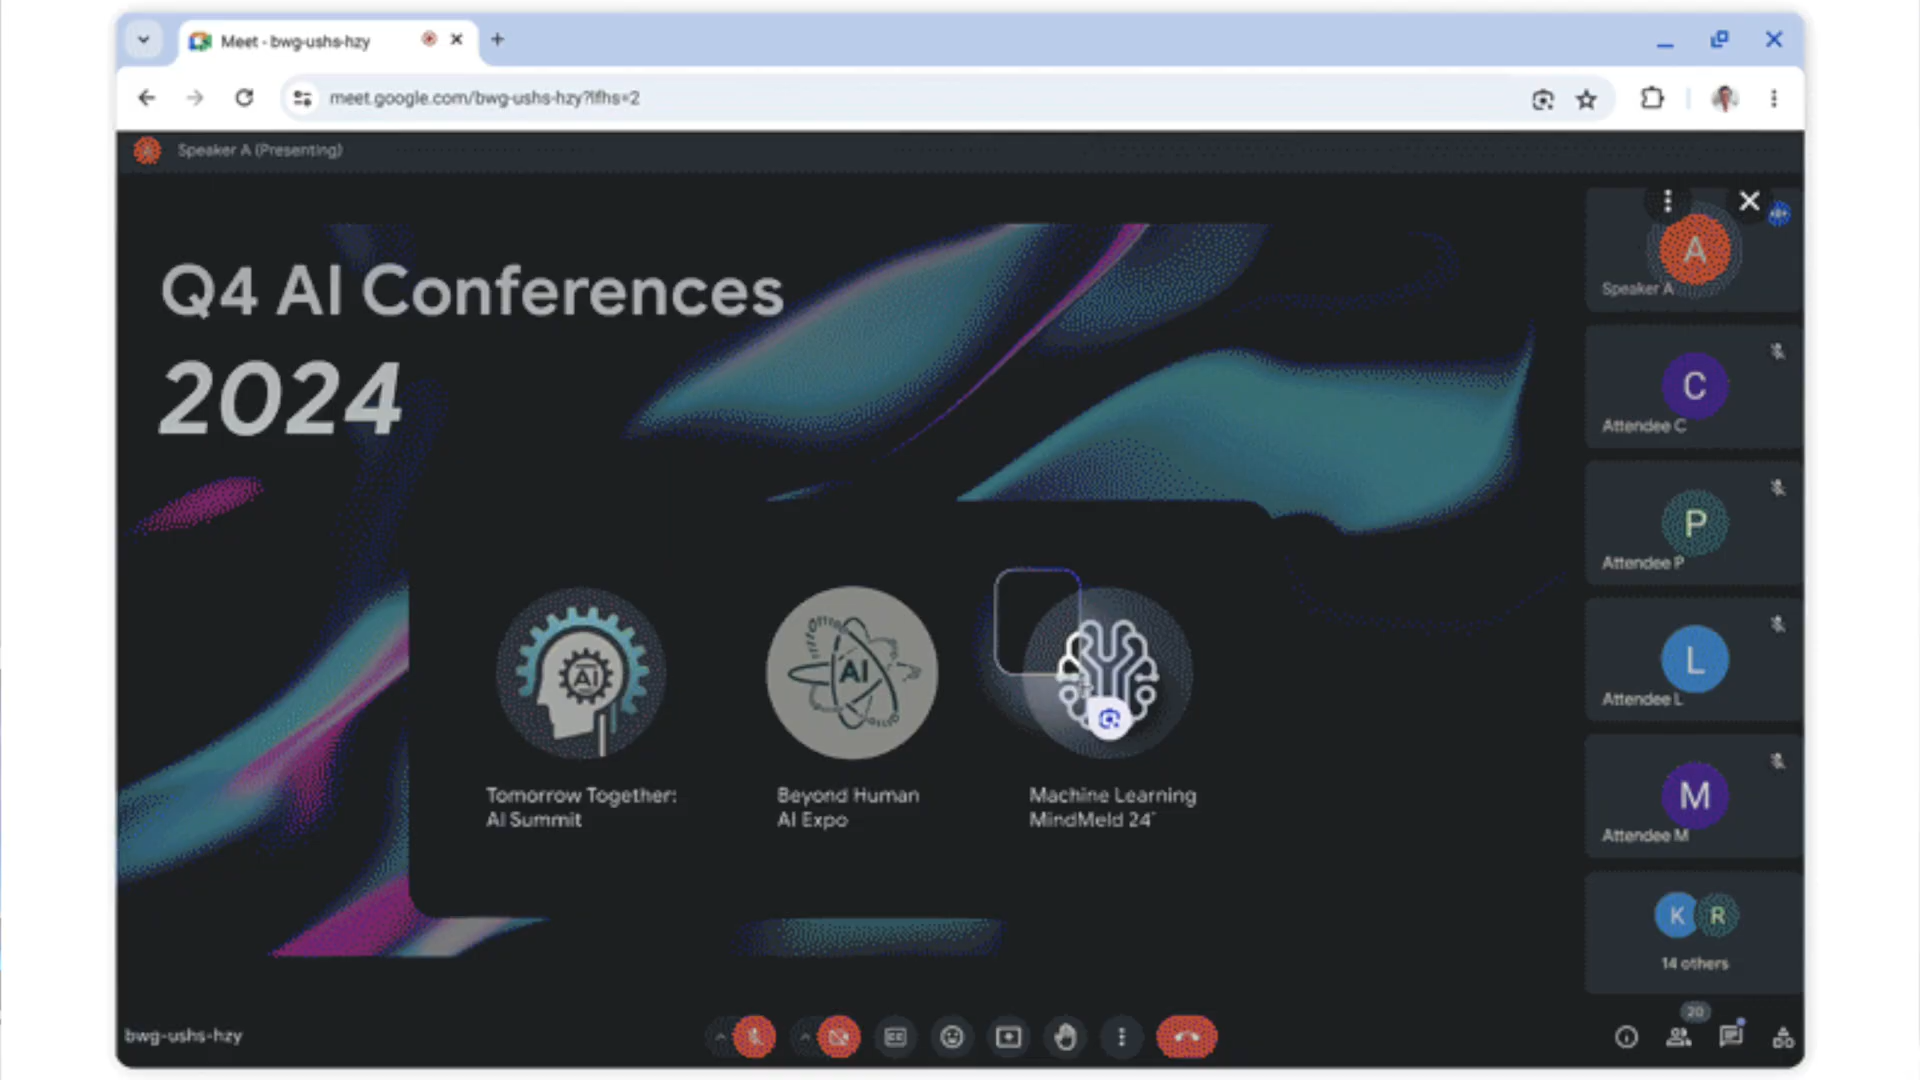 Meet - bwg-ushs-hzy
meet.google.com/bwg-ushs-hzy?lfhs=2
Speaker A (Presenting)
Q4 AI Conferences
2024
AI
Tomorrow Together:
AI Summit
AI
Beyond Human
AI Expo
Machine Learning
MindMeld 24'
A
Speaker A
C
Attendee C
P
Attendee P
L
Attendee L
M
Attendee M
K R
14 others
bwg-ushs-hzy
20